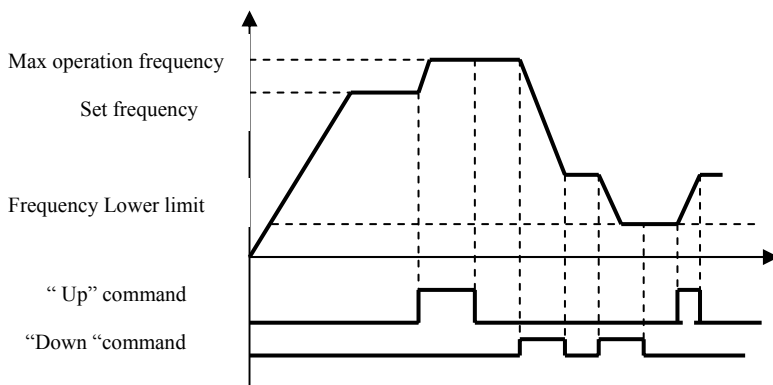 Max operation frequency
Set frequency
Frequency Lower limit
“ Up” command
“Down “command